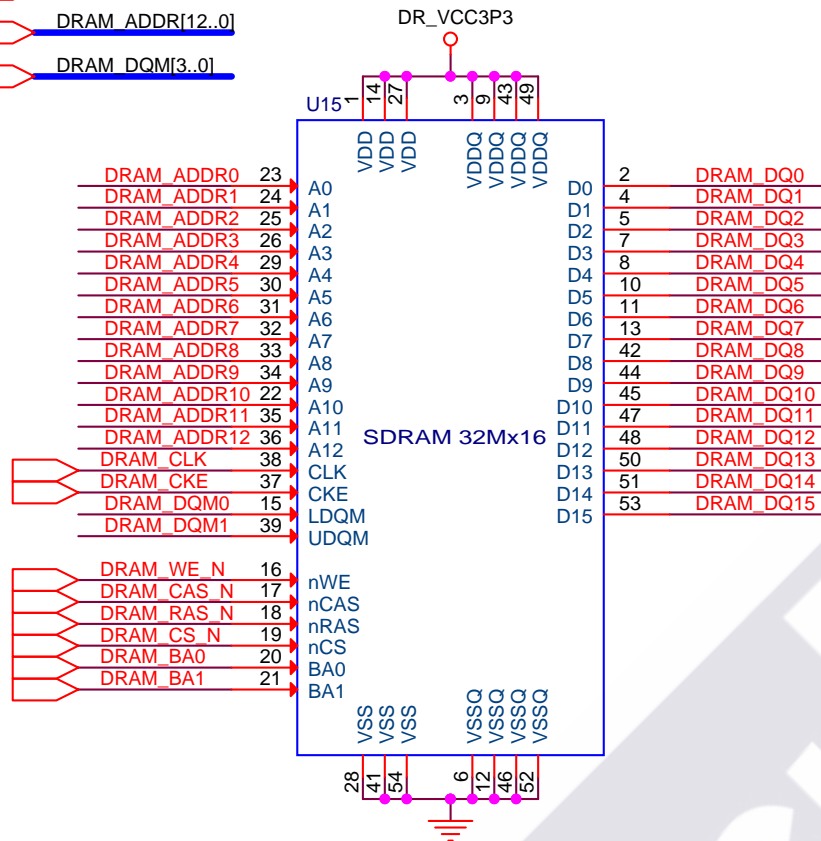 DRAM_ADDR[12..0]
DRAM_DQM[3..0]
DR_VCC3P3
U15
1 14 27 3 9 43 49
VDD VDD VDD VDDQ VDDQ VDDQ VDDQ
DRAM_ADDR0 23 A0 D0 2 DRAM_DQ0
DRAM_ADDR1 24 A1 D1 4 DRAM_DQ1
DRAM_ADDR2 25 A2 D2 5 DRAM_DQ2
DRAM_ADDR3 26 A3 D3 7 DRAM_DQ3
DRAM_ADDR4 29 A4 D4 8 DRAM_DQ4
DRAM_ADDR5 30 A5 D5 10 DRAM_DQ5
DRAM_ADDR6 31 A6 D6 11 DRAM_DQ6
DRAM_ADDR7 32 A7 D7 13 DRAM_DQ7
DRAM_ADDR8 33 A8 D8 42 DRAM_DQ8
DRAM_ADDR9 34 A9 D9 44 DRAM_DQ9
DRAM_ADDR10 22 A10 D10 45 DRAM_DQ10
DRAM_ADDR11 35 A11 D11 47 DRAM_DQ11
DRAM_ADDR12 36 A12 D12 48 DRAM_DQ12
SDRAM 32Mx16
DRAM_CLK 38 CLK D13 50 DRAM_DQ13
DRAM_CKE 37 CKE D14 51 DRAM_DQ14
DRAM_DQM0 15 LDQM D15 53 DRAM_DQ15
DRAM_DQM1 39 UDQM
DRAM_WE_N 16 nWE
DRAM_CAS_N 17 nCAS
DRAM_RAS_N 18 nRAS
DRAM_CS_N 19 nCS
DRAM_BA0 20 BA0
DRAM_BA1 21 BA1
VSS VSS VSS VSSQ VSSQ VSSQ VSSQ
28 41 54 6 12 46 52